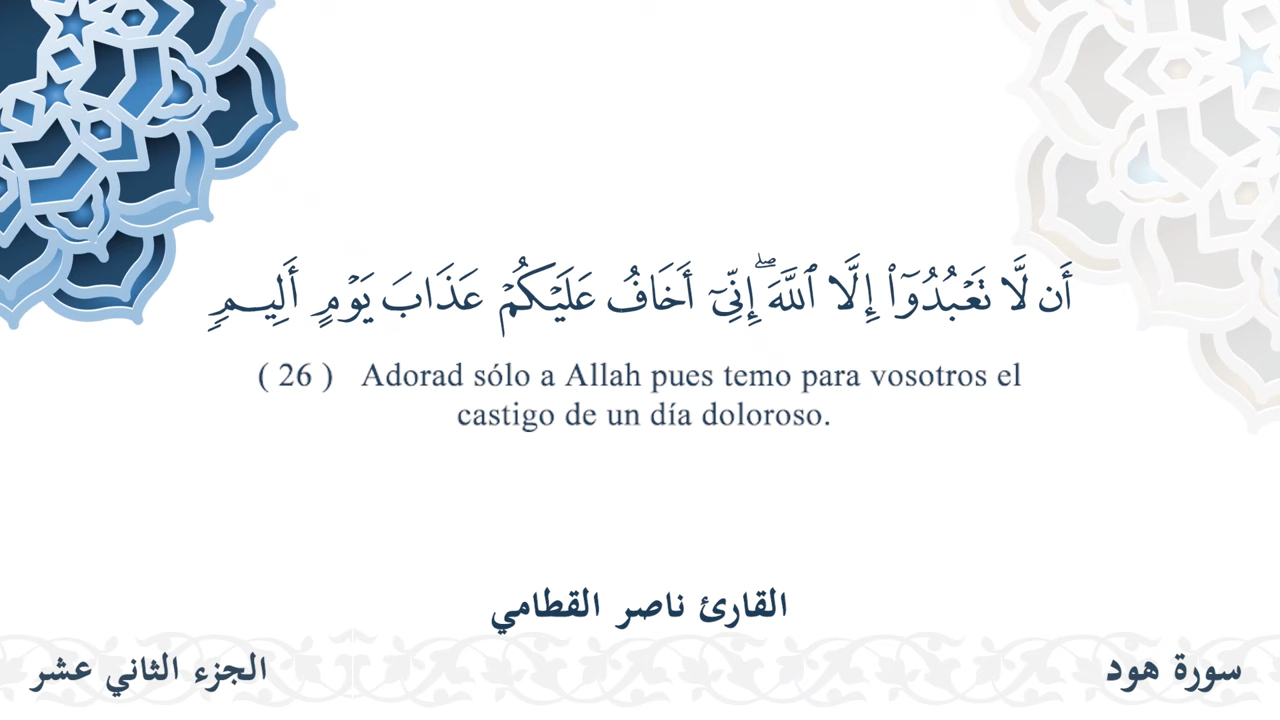 أَن لَّا تَعۡبُدُوٓاْ إِلَّا ٱللَّهَۖ إِنِّيٓ أَخَافُ عَلَيۡكُمۡ عَذَابَ يَوۡمٍ أَلِيمٖ
( 26 ) Adorad sólo a Allah pues temo para vosotros el
castigo de un día doloroso.
القارئ ناصر القطامي
سورة هود
الجزء الثاني عشر